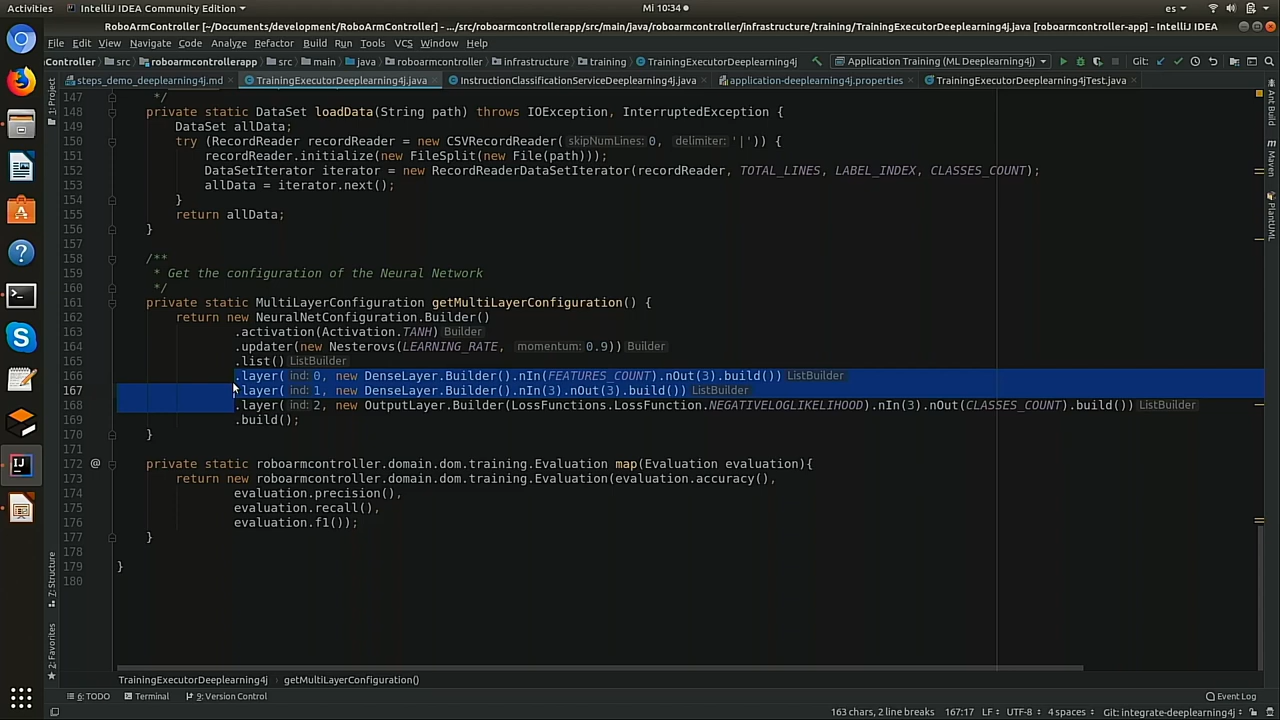 Activities IntelliJ IDEA Community Edition Mi 10:34 es
RoboArmController [~/Documents/development/RoboArmController] - .../src/roboarmcontrollerapp/src/main/java/roboarmcontroller/infrastructure/training/TrainingExecutorDeeplearning4j.java [roboarmcontroller-app] - IntelliJ IDEA
File Edit View Navigate Code Analyze Refactor Build Run Tools VCS Window Help
Controller src roboarmcontrollerapp src main java roboarmcontroller infrastructure training TrainingExecutorDeeplearning4j Application Training (ML Deeplearning4j) Git:
steps_demo_deeplearning4j.md TrainingExecutorDeeplearning4j.java InstructionClassificationServiceDeeplearning4j.java application-deeplearning4j.properties TrainingExecutorDeeplearning4jTest.java
147 */
148 private static DataSet loadData(String path) throws IOException, InterruptedException {
149 DataSet allData;
150 try (RecordReader recordReader = new CSVRecordReader( skipNumLines: 0, delimiter: '|')) {
151 recordReader.initialize(new FileSplit(new File(path)));
152 DataSetIterator iterator = new RecordReaderDataSetIterator(recordReader, TOTAL_LINES, LABEL_INDEX, CLASSES_COUNT);
153 allData = iterator.next();
154 }
155 return allData;
156 }
157
158 /**
159 * Get the configuration of the Neural Network
160 */
161 private static MultiLayerConfiguration getMultiLayerConfiguration() {
162 return new NeuralNetConfiguration.Builder()
163 .activation(Activation.TANH) Builder
164 .updater(new Nesterovs(LEARNING_RATE, momentum: 0.9)) Builder
165 .list() ListBuilder
166 .layer( ind: 0, new DenseLayer.Builder().nIn(FEATURES_COUNT).nOut(3).build()) ListBuilder
167 .layer( ind: 1, new DenseLayer.Builder().nIn(3).nOut(3).build()) ListBuilder
168 .layer( ind: 2, new OutputLayer.Builder(LossFunctions.LossFunction.NEGATIVELOGLIKELIHOOD).nIn(3).nOut(CLASSES_COUNT).build()) ListBuilder
169 .build();
170 }
171
172 @ private static roboarmcontroller.domain.dom.training.Evaluation map(Evaluation evaluation){
173 return new roboarmcontroller.domain.dom.training.Evaluation(evaluation.accuracy(),
174 evaluation.precision(),
175 evaluation.recall(),
176 evaluation.f1());
177 }
178
179 }
180
1: Project
7: Structure
2: Favorites
Ant Build
Maven
PlantUML
TrainingExecutorDeeplearning4j getMultiLayerConfiguration()
6: TODO Terminal 9: Version Control Event Log
163 chars, 2 line breaks 167:17 LF UTF-8 4 spaces Git: integrate-deeplearning4j